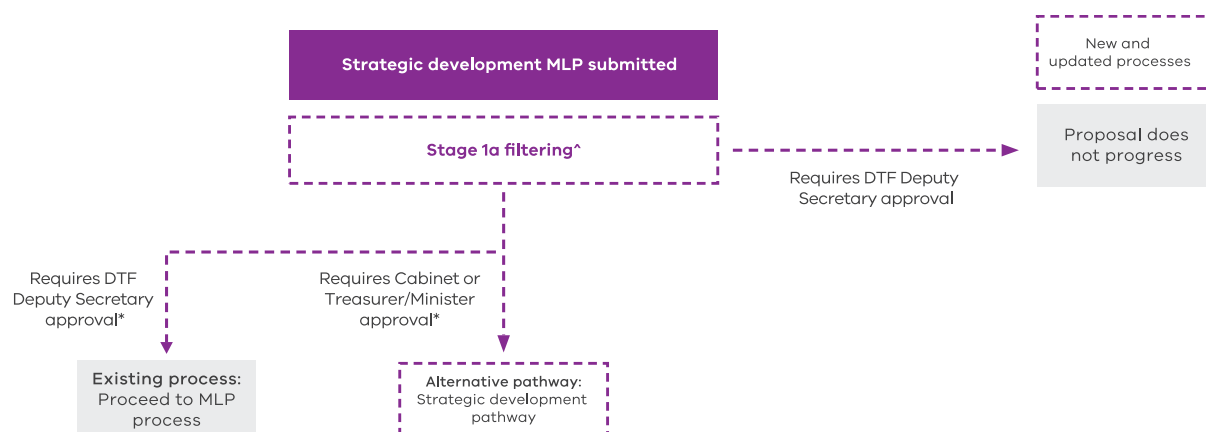 Strategic development MLP submitted
New and
updated processes
Stage 1a filtering^
Proposal does
not progress
Requires DTF Deputy
Secretary approval
Requires DTF
Deputy Secretary
approval*
Requires Cabinet or
Treasurer/Minister
approval*
Existing process:
Proceed to MLP
process
Alternative pathway:
Strategic development
pathway